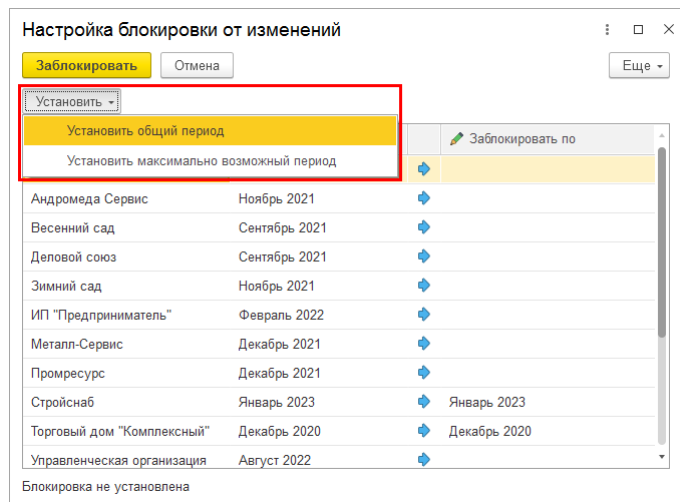 Настройка блокировки от изменений
Заблокировать Отмена Еще
Установить
Установить общий период
Установить максимально возможный период
Заблокировать по
Андромеда Сервис Ноябрь 2021
Весенний сад Сентябрь 2021
Деловой союз Сентябрь 2021
Зимний сад Ноябрь 2021
ИП "Предприниматель" Февраль 2022
Металл-Сервис Декабрь 2021
Промресурс Декабрь 2021
Стройснаб Январь 2023 Январь 2023
Торговый дом "Комплексный" Декабрь 2020 Декабрь 2020
Управленческая организация Август 2022
Блокировка не установлена